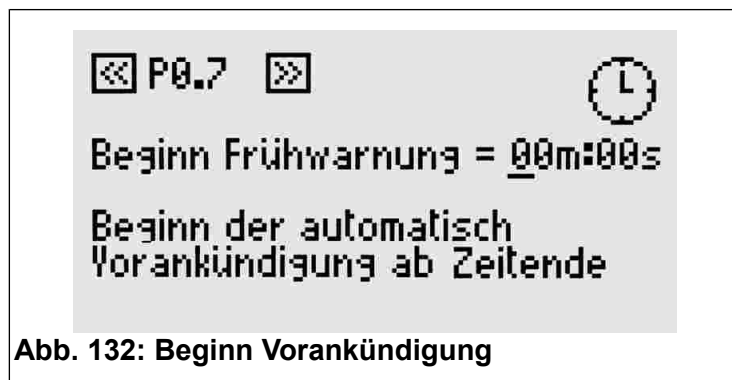 « P0.7 »
Beginn Frühwarnung = 00m:00s
Beginn der automatisch
Vorankündigung ab Zeitende
Abb. 132: Beginn Vorankündigung